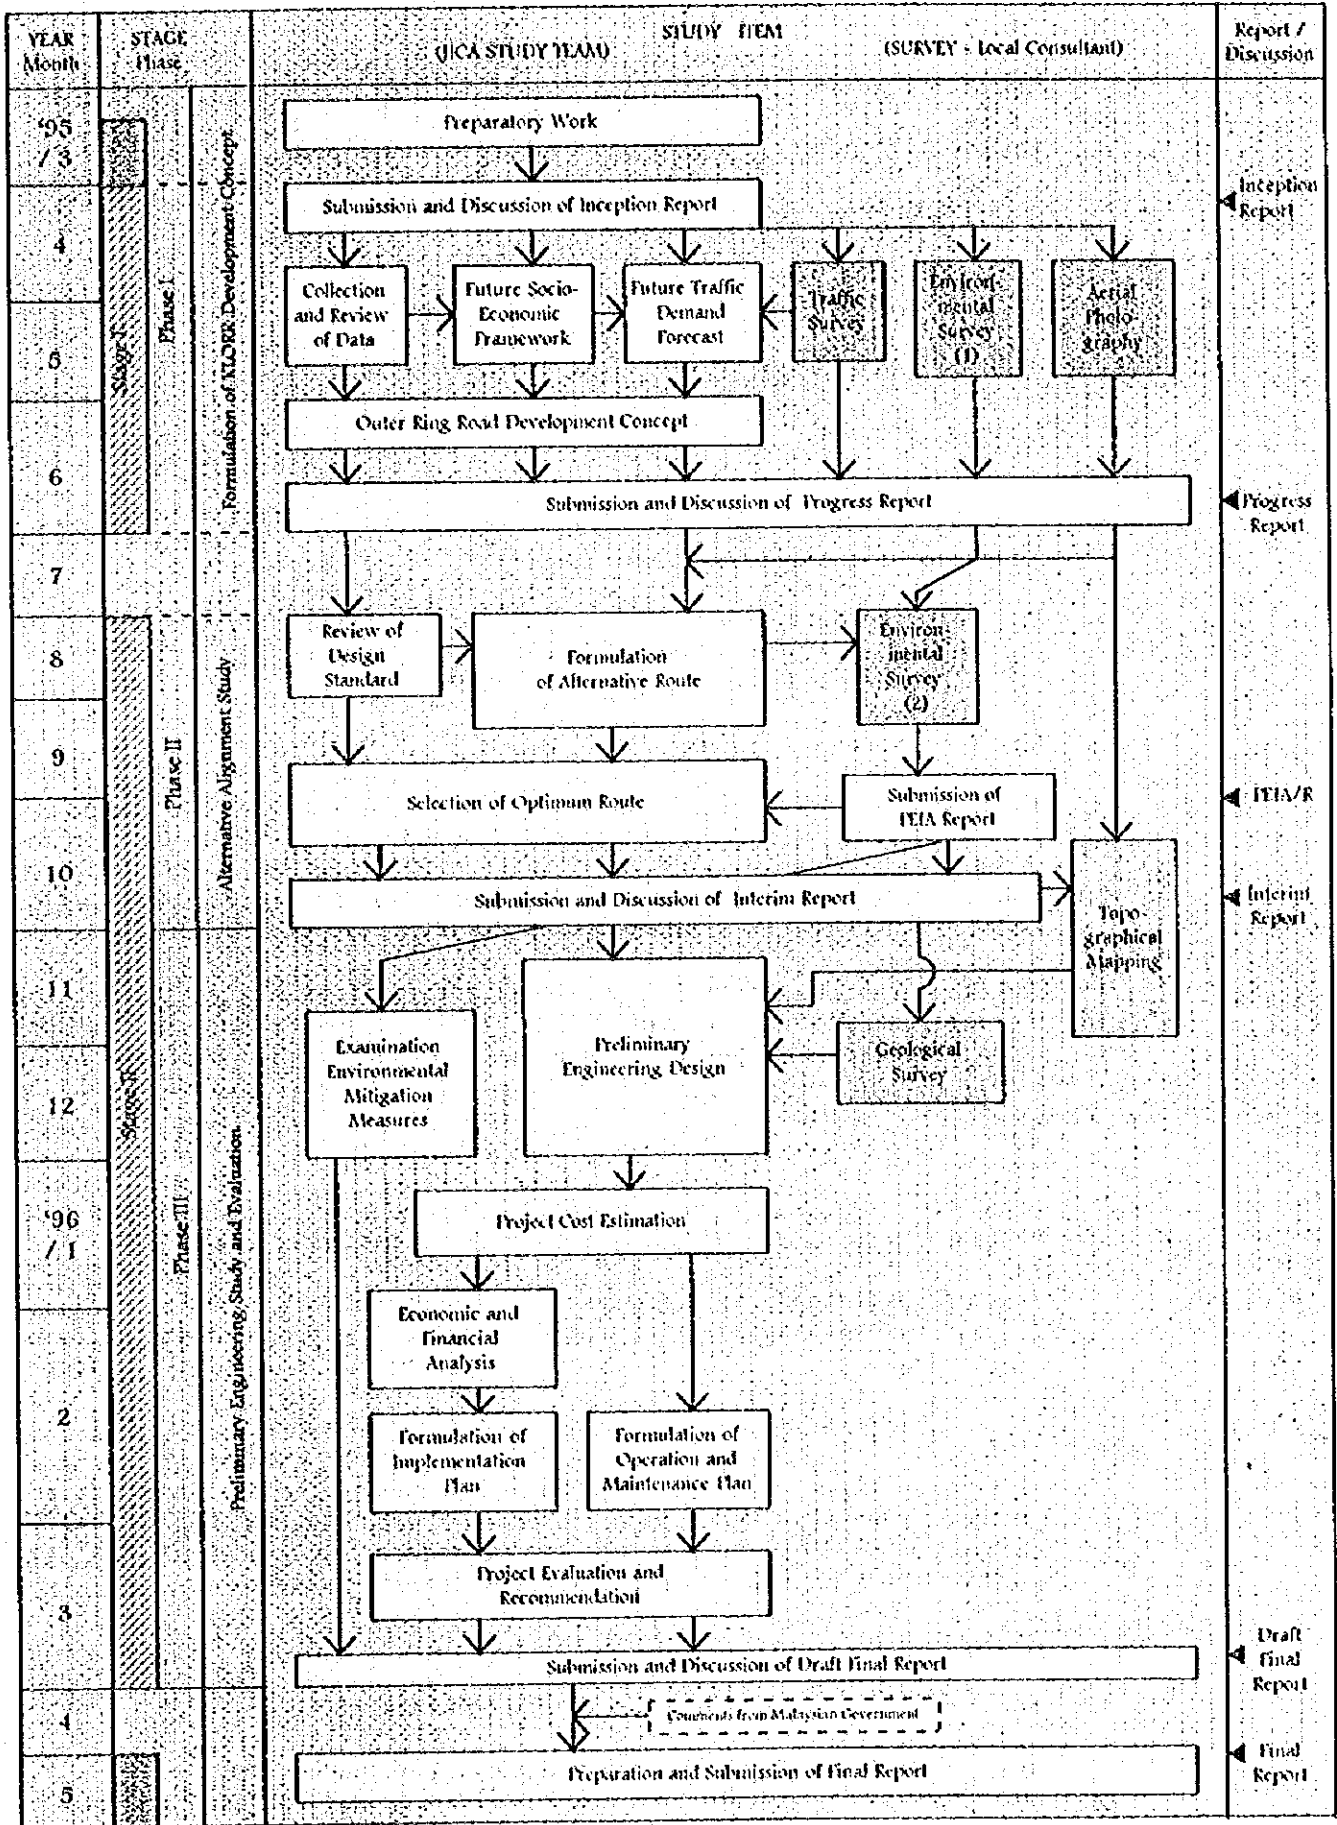 YEAR
Month
STAGE
Phase
STUDY ITEM
(JICA STUDY TEAM)
(SURVEY - Local Consultant)
Report /
Discussion
'95
/ 3
4
5
6
7
8
9
10
11
12
'96
/ 1
2
3
4
5
Stage I
Phase I
Formulation of KLORR Development Concept
Phase II
Alternative Alignment Study
Stage II
Phase III
Preliminary Engineering Study and Evaluation
Preparatory Work
Submission and Discussion of Inception Report
Collection
and Review
of Data
Future Socio-
Economic
Framework
Future Traffic
Demand
Forecast
Traffic
Survey
Environ-
mental
Survey
(1)
Aerial
Photo-
graphy
Outer Ring Road Development Concept
Submission and Discussion of Progress Report
Review of
Design
Standard
Formulation
of Alternative Route
Environ-
mental
Survey
(2)
Selection of Optimum Route
Submission of
PEIA Report
Submission and Discussion of Interim Report
Topo-
graphical
Mapping
Examination
Environmental
Mitigation
Measures
Preliminary
Engineering Design
Geological
Survey
Project Cost Estimation
Economic and
Financial
Analysis
Formulation of
Implementation
Plan
Formulation of
Operation and
Maintenance Plan
Project Evaluation and
Recommendation
Submission and Discussion of Draft Final Report
Comments from Malaysian Government
Preparation and Submission of Final Report
Inception
Report
Progress
Report
PEIA/R
Interim
Report
Draft
Final
Report
Final
Report